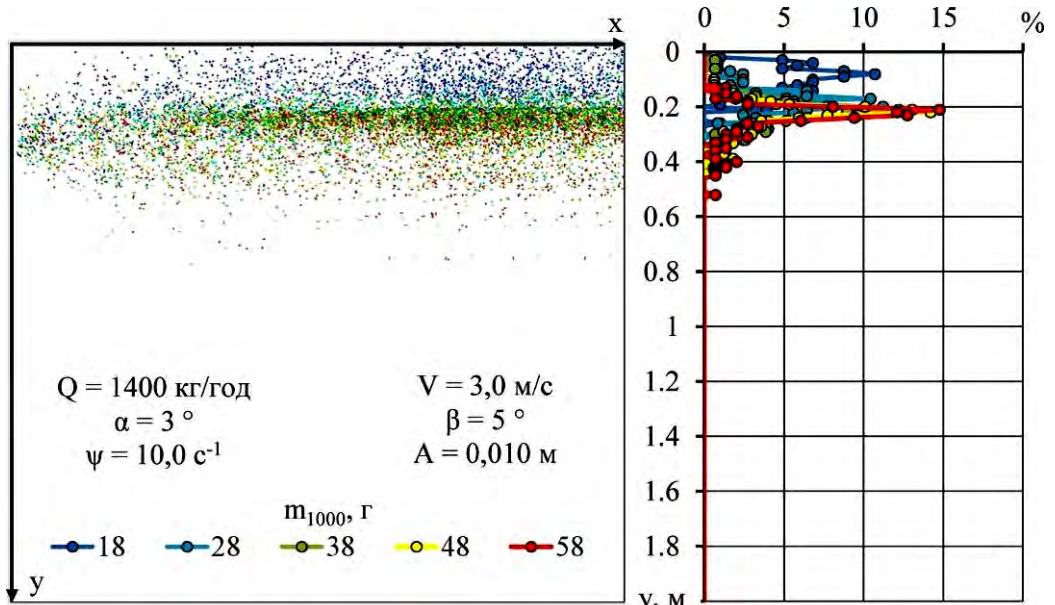 x
0 5 10 15 %
0
0.2
0.4
0.6
0.8
1
1.2
1.4
1.6
1.8
y, м
Q = 1400 кг/год
V = 3,0 м/с
α = 3 °
β = 5 °
ψ = 10,0 с⁻¹
A = 0,010 м
m₁₀₀₀, г
18 28 38 48 58
y